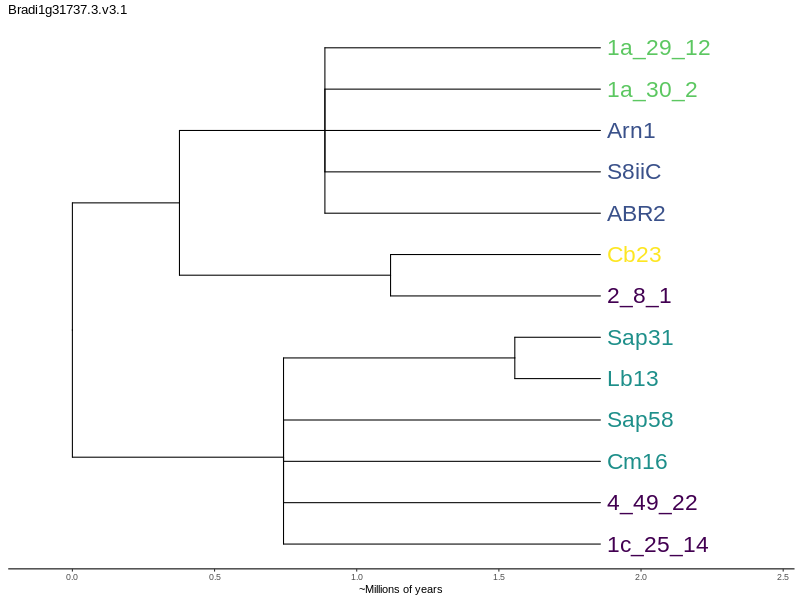 Bradi1g31737.3.v3.1
1a_29_12
1a_30_2
Arn1
S8iiC
ABR2
Cb23
2_8_1
Sap31
Lb13
Sap58
Cm16
4_49_22
1c_25_14
0.0 0.5 1.0 1.5 2.0 2.5
~Millions of years